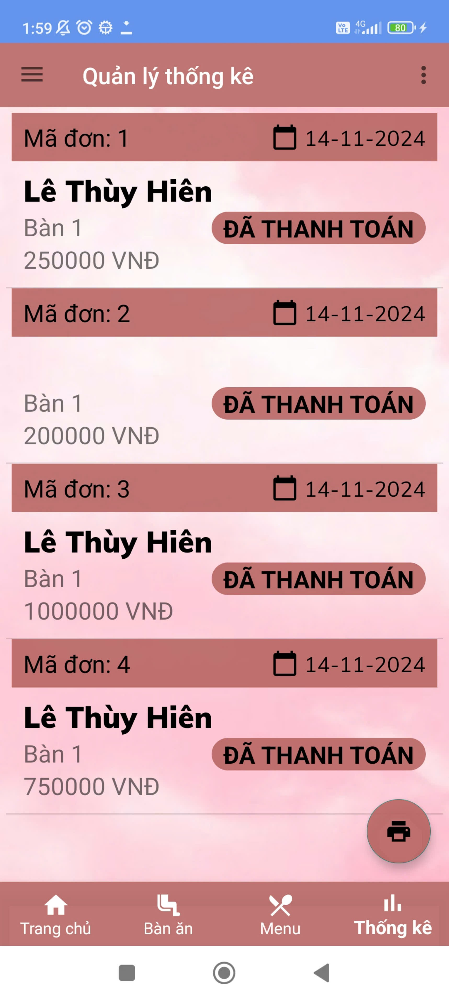 1:59 Vo LTE 4G 80
Quản lý thống kê
Mã đơn: 1 14-11-2024
Lê Thùy Hiên
Bàn 1 ĐÃ THANH TOÁN
250000 VNĐ
Mã đơn: 2 14-11-2024
Bàn 1 ĐÃ THANH TOÁN
200000 VNĐ
Mã đơn: 3 14-11-2024
Lê Thùy Hiên
Bàn 1 ĐÃ THANH TOÁN
1000000 VNĐ
Mã đơn: 4 14-11-2024
Lê Thùy Hiên
Bàn 1 ĐÃ THANH TOÁN
750000 VNĐ
Trang chủ Bàn ăn Menu Thống kê